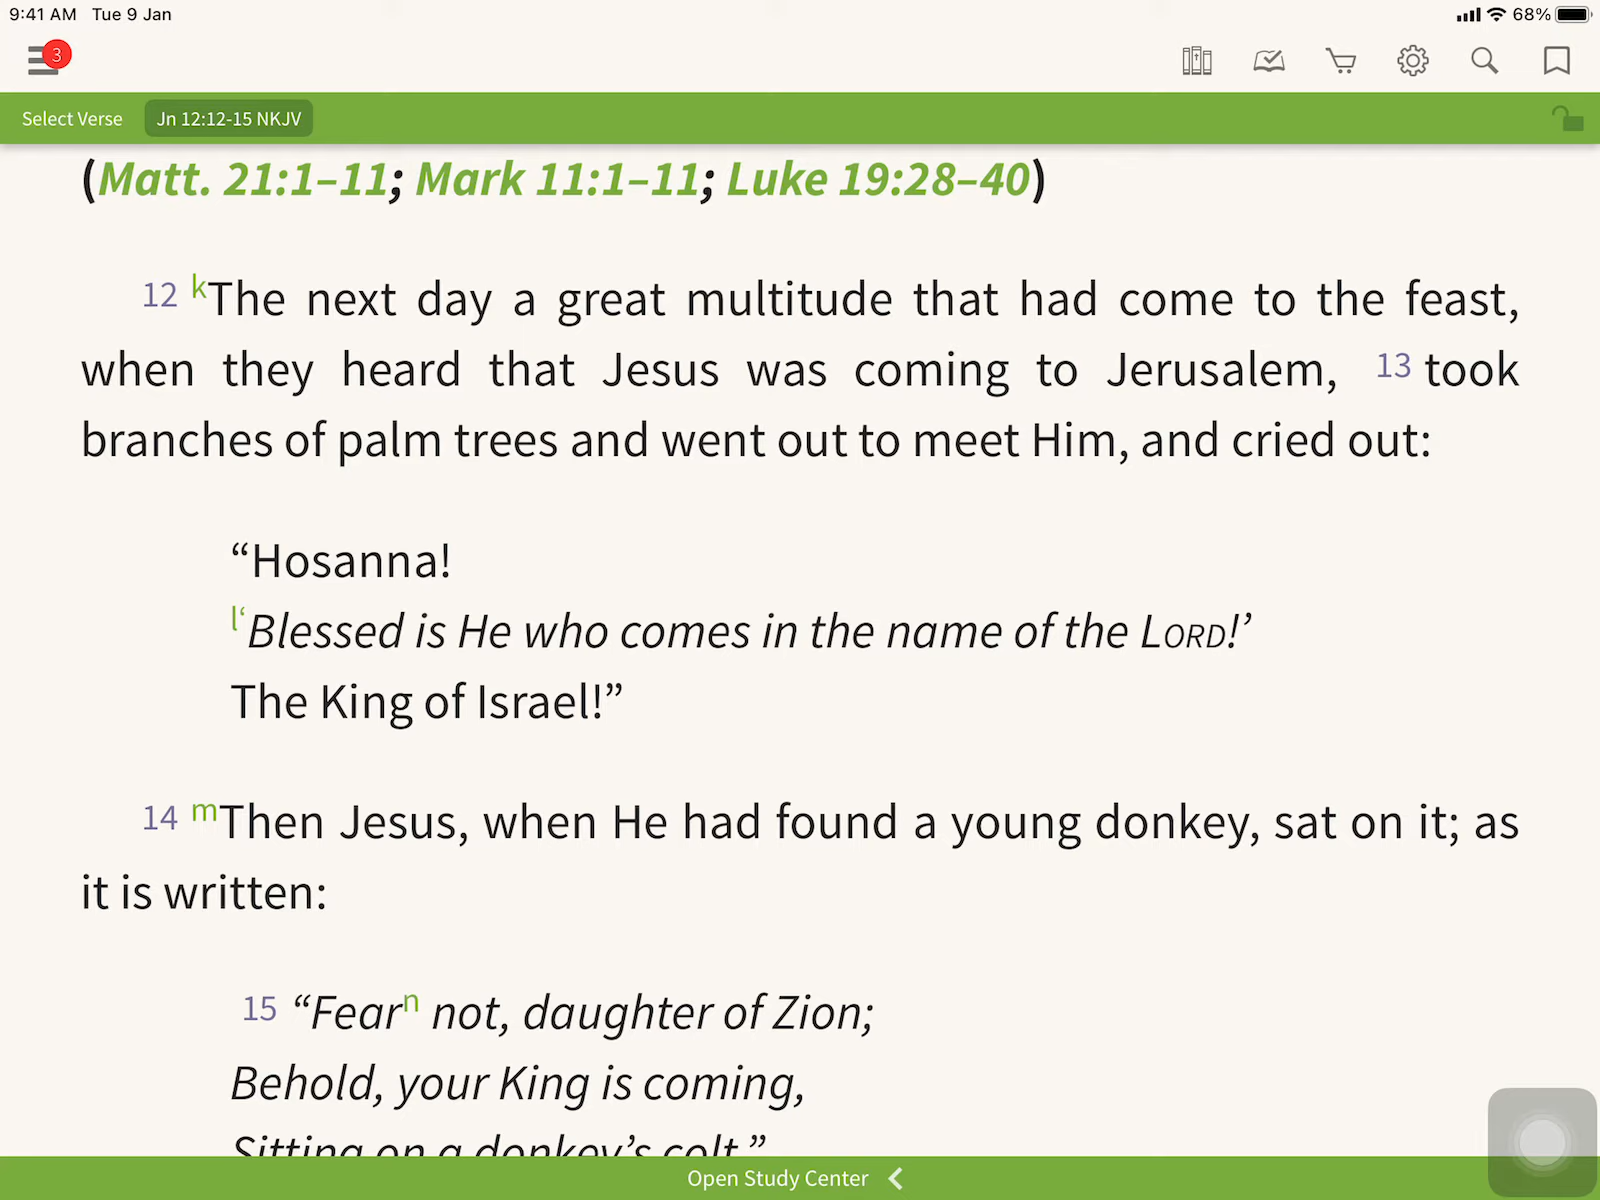 9:41 AM Tue 9 Jan 68%
3
Select Verse Jn 12:12-15 NKJV
(Matt. 21:1–11; Mark 11:1–11; Luke 19:28–40)
12 kThe next day a great multitude that had come to the feast,
when they heard that Jesus was coming to Jerusalem, 13 took
branches of palm trees and went out to meet Him, and cried out:
“Hosanna!
l‘Blessed is He who comes in the name of the LORD!’
The King of Israel!”
14 mThen Jesus, when He had found a young donkey, sat on it; as
it is written:
15 “Fearn not, daughter of Zion;
Behold, your King is coming,
Sitting on a donkey’s colt.”
Open Study Center